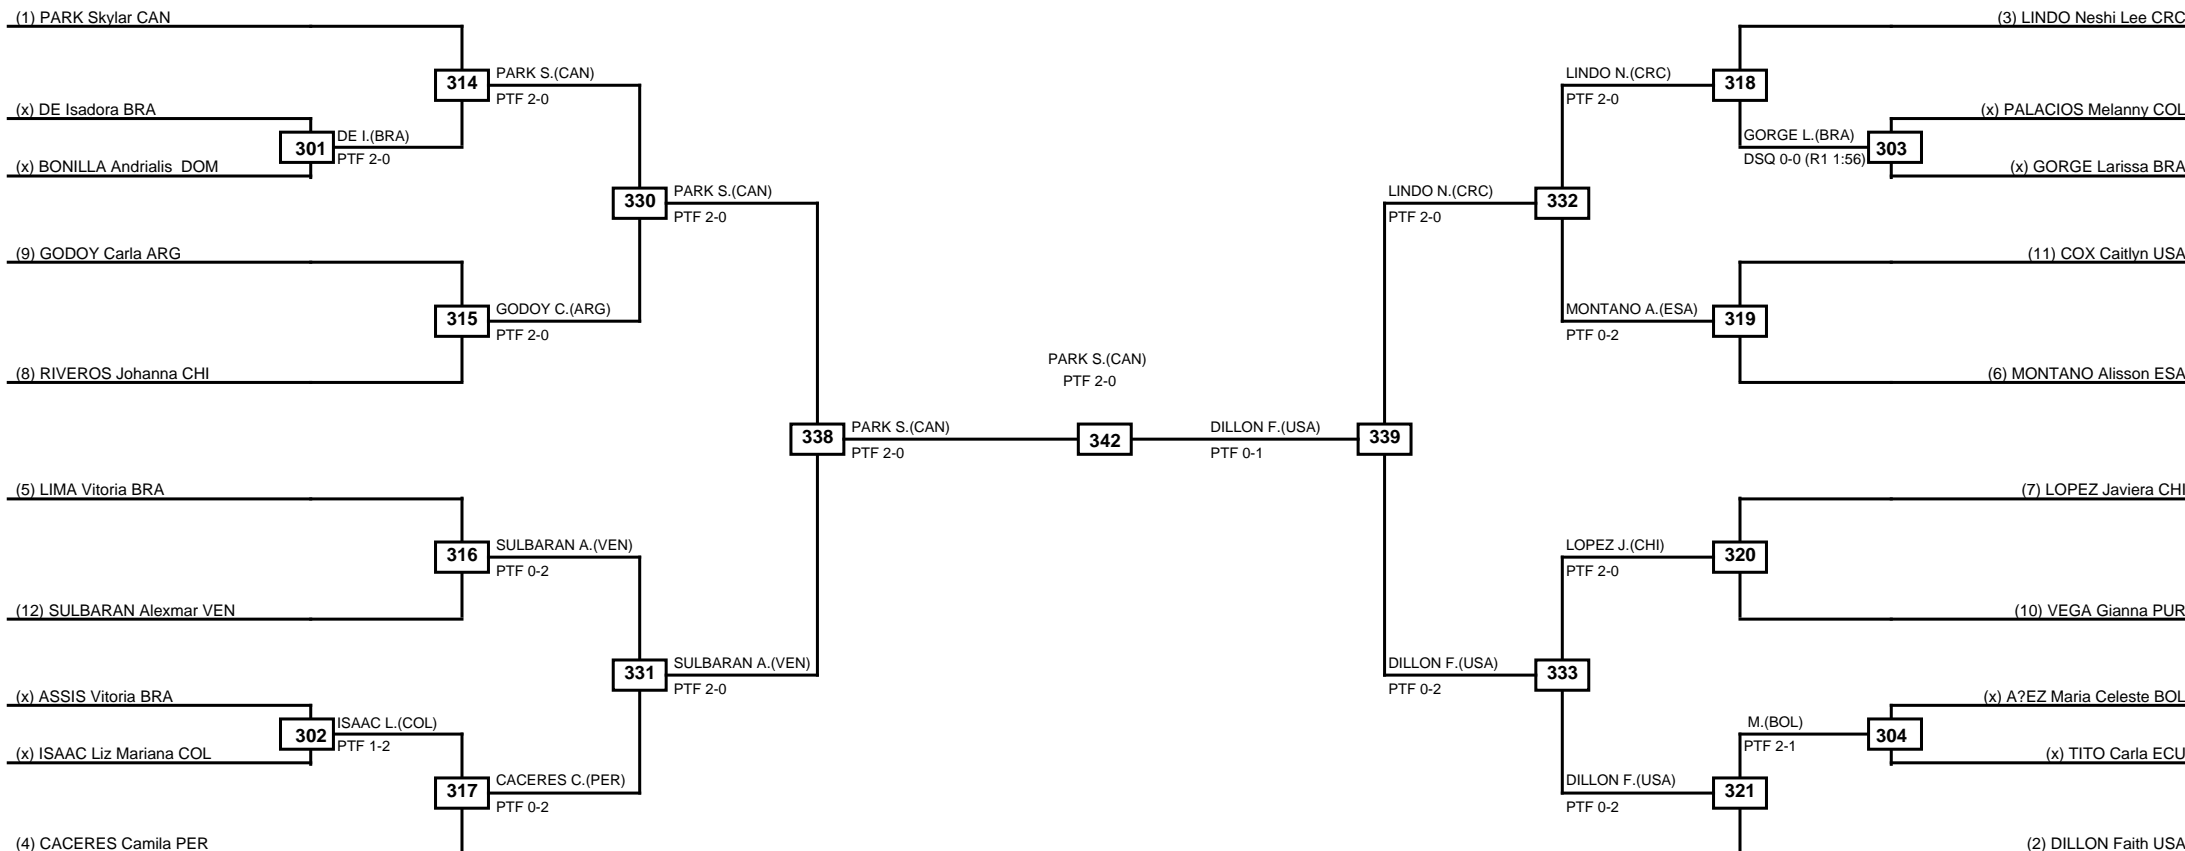 (1) PARK Skylar CAN
(3) LINDO Neshi Lee CRC
314
PARK S.(CAN)
PTF 2-0
LINDO N.(CRC)
PTF 2-0
318
(x) DE Isadora BRA
(x) PALACIOS Melanny COL
301
DE I.(BRA)
PTF 2-0
GORGE L.(BRA)
DSQ 0-0 (R1 1:56)
303
(x) BONILLA Andrialis  DOM
(x) GORGE Larissa BRA
330
PARK S.(CAN)
PTF 2-0
LINDO N.(CRC)
PTF 2-0
332
(9) GODOY Carla ARG
(11) COX Caitlyn USA
315
GODOY C.(ARG)
PTF 2-0
MONTANO A.(ESA)
PTF 0-2
319
PARK S.(CAN)
PTF 2-0
(8) RIVEROS Johanna CHI
(6) MONTANO Alisson ESA
338
PARK S.(CAN)
PTF 2-0
342
DILLON F.(USA)
PTF 0-1
339
(5) LIMA Vitoria BRA
(7) LOPEZ Javiera CHI
316
SULBARAN A.(VEN)
PTF 0-2
LOPEZ J.(CHI)
PTF 2-0
320
(12) SULBARAN Alexmar VEN
(10) VEGA Gianna PUR
331
SULBARAN A.(VEN)
PTF 2-0
DILLON F.(USA)
PTF 0-2
333
(x) ASSIS Vitoria BRA
(x) A?EZ Maria Celeste BOL
302
ISAAC L.(COL)
PTF 1-2
M.(BOL)
PTF 2-1
304
(x) ISAAC Liz Mariana COL
(x) TITO Carla ECU
317
CACERES C.(PER)
PTF 0-2
DILLON F.(USA)
PTF 0-2
321
(4) CACERES Camila PER
(2) DILLON Faith USA